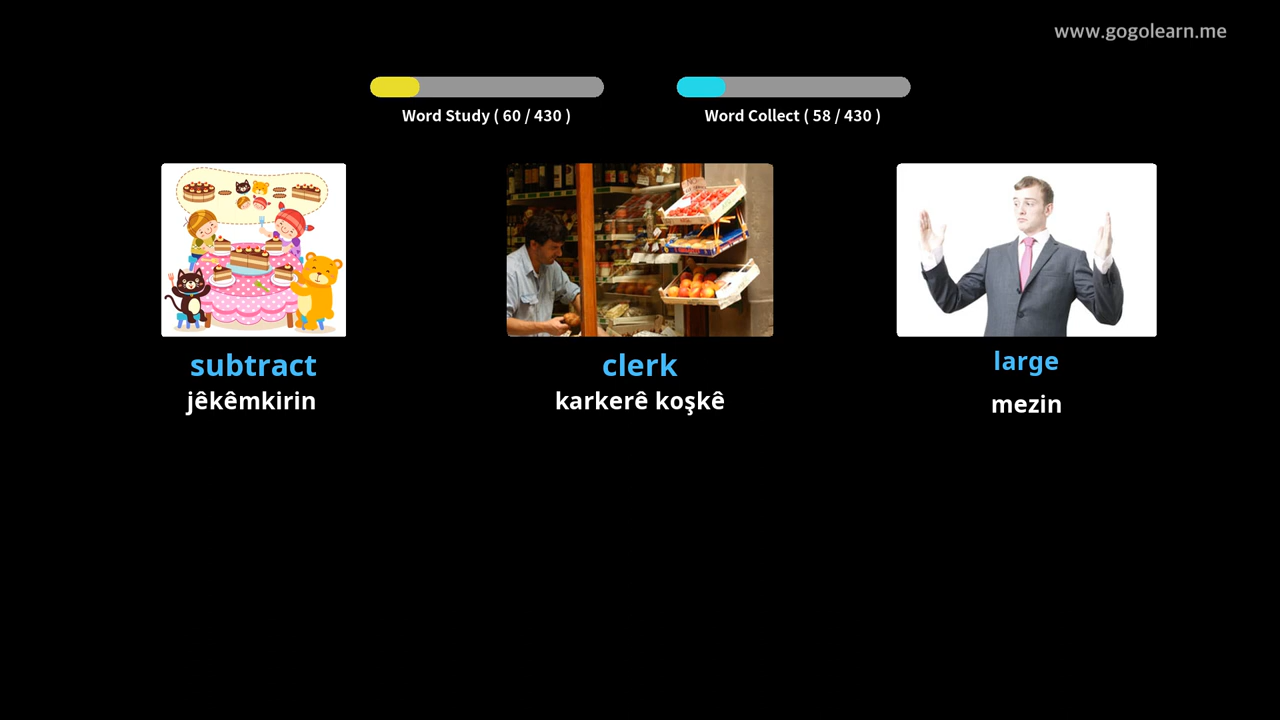 www.gogolearn.me
Word Study ( 60 / 430 )
Word Collect ( 58 / 430 )
subtract
jêkêmkirin
clerk
karkerê koşkê
large
mezin